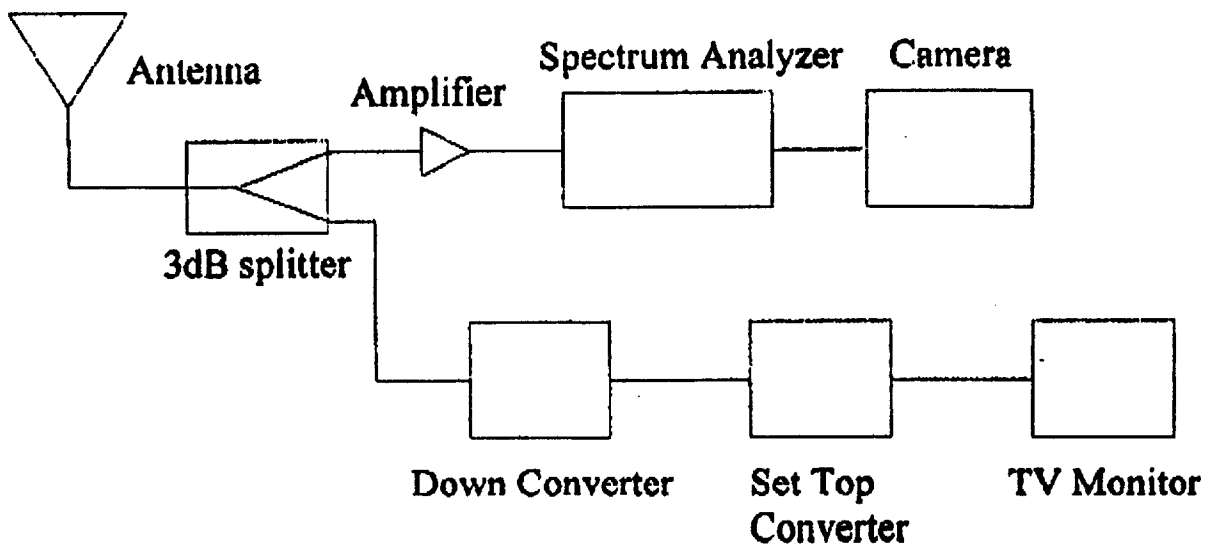 Antenna
Amplifier
Spectrum Analyzer
Camera
3dB splitter
Down Converter
Set Top
Converter
TV Monitor